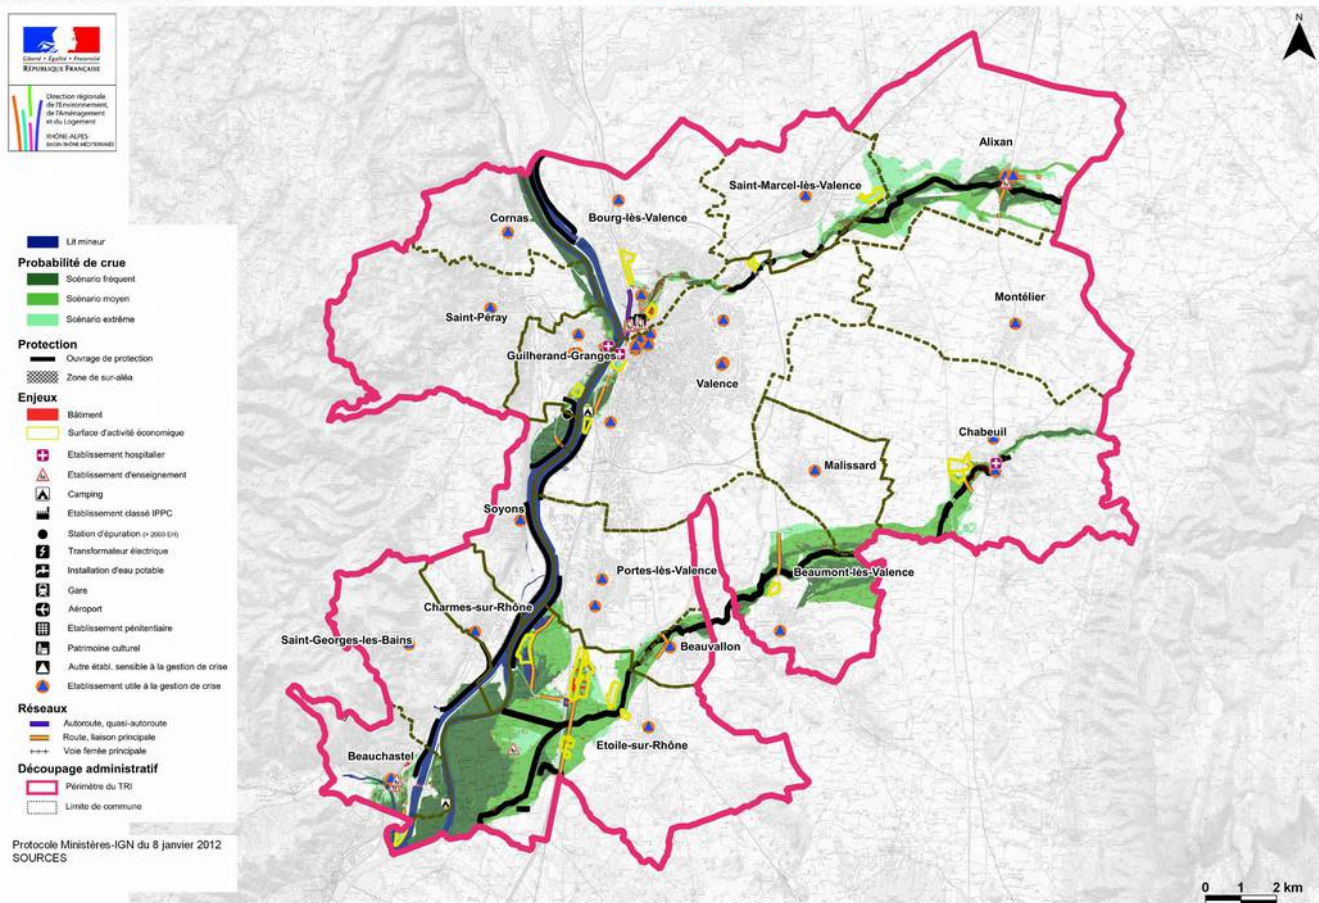 Liberté • Égalité • Fraternité
RÉPUBLIQUE FRANÇAISE
Direction régionale
de l'Environnement,
de l'Aménagement
et du Logement
RHÔNE-ALPES
BASSIN RHÔNE-MÉDITERRANÉE
Lit mineur
Probabilité de crue
Scénario fréquent
Scénario moyen
Scénario extrême
Protection
Ouvrage de protection
Zone de sur-aléa
Enjeux
Bâtiment
Surface d'activité économique
Etablissement hospitalier
Etablissement d'enseignement
Camping
Etablissement classé IPPC
Station d'épuration (> 2000 EH)
Transformateur électrique
Installation d'eau potable
Gare
Aéroport
Etablissement pénitentiaire
Patrimoine culturel
Autre établ. sensible à la gestion de crise
Etablissement utile à la gestion de crise
Réseaux
Autoroute, quasi-autoroute
Route, liaison principale
Voie ferrée principale
Découpage administratif
Périmètre du TRI
Limite de commune
Protocole Ministères-IGN du 8 janvier 2012
SOURCES
N
Alixan
Saint-Marcel-lès-Valence
Cornas
Bourg-lès-Valence
Montélier
Saint-Péray
Guilherand-Granges
Valence
Chabeuil
Malissard
Soyons
Portes-lès-Valence
Beaumont-lès-Valence
Charmes-sur-Rhône
Saint-Georges-les-Bains
Beauvallon
Etoile-sur-Rhône
Beauchastel
0 1 2 km